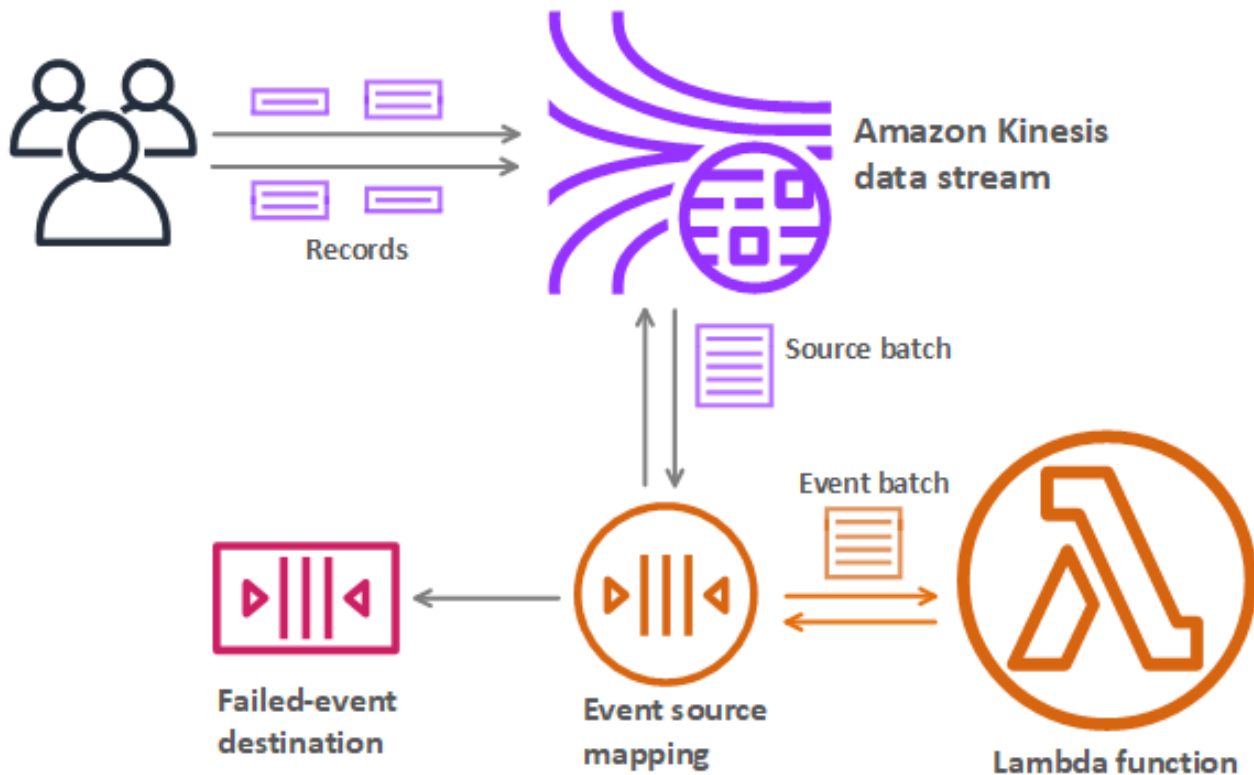 Amazon Kinesis
data stream
Records
Source batch
Event batch
Failed-event
destination
Event source
mapping
Lambda function